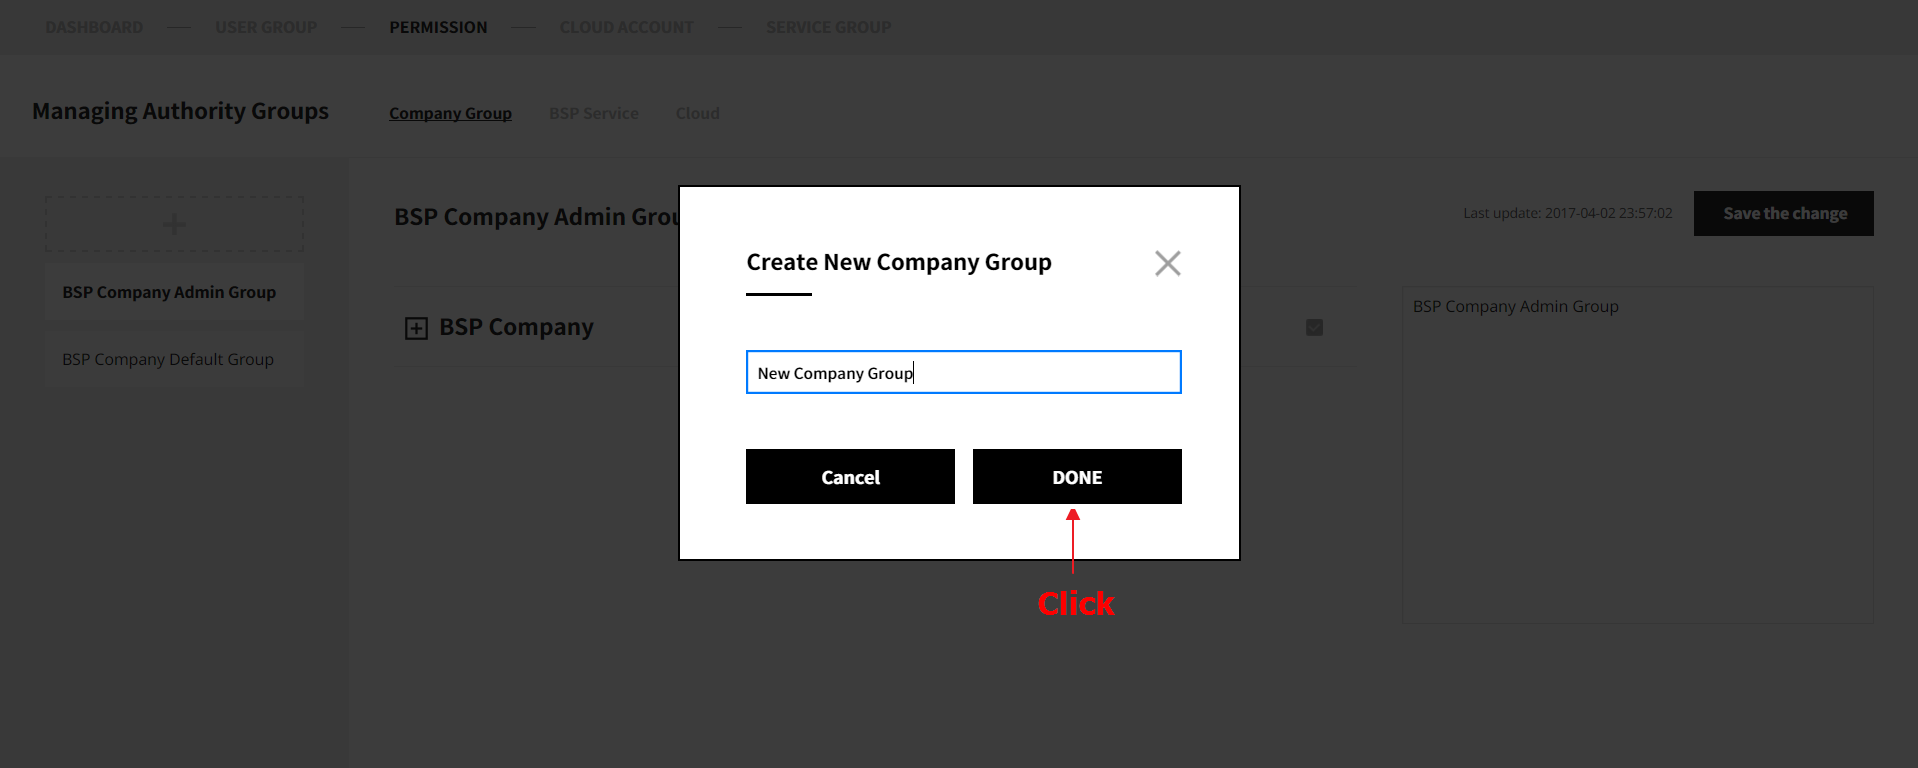 DASHBOARD — USER GROUP — PERMISSION — CLOUD ACCOUNT — SERVICE GROUP
Managing Authority Groups
Company Group BSP Service Cloud
BSP Company Admin Group
BSP Company Default Group
BSP Company Admin Grou
Last update: 2017-04-02 23:57:02
Save the change
BSP Company
BSP Company Admin Group
Create New Company Group
New Company Group
Cancel
DONE
Click